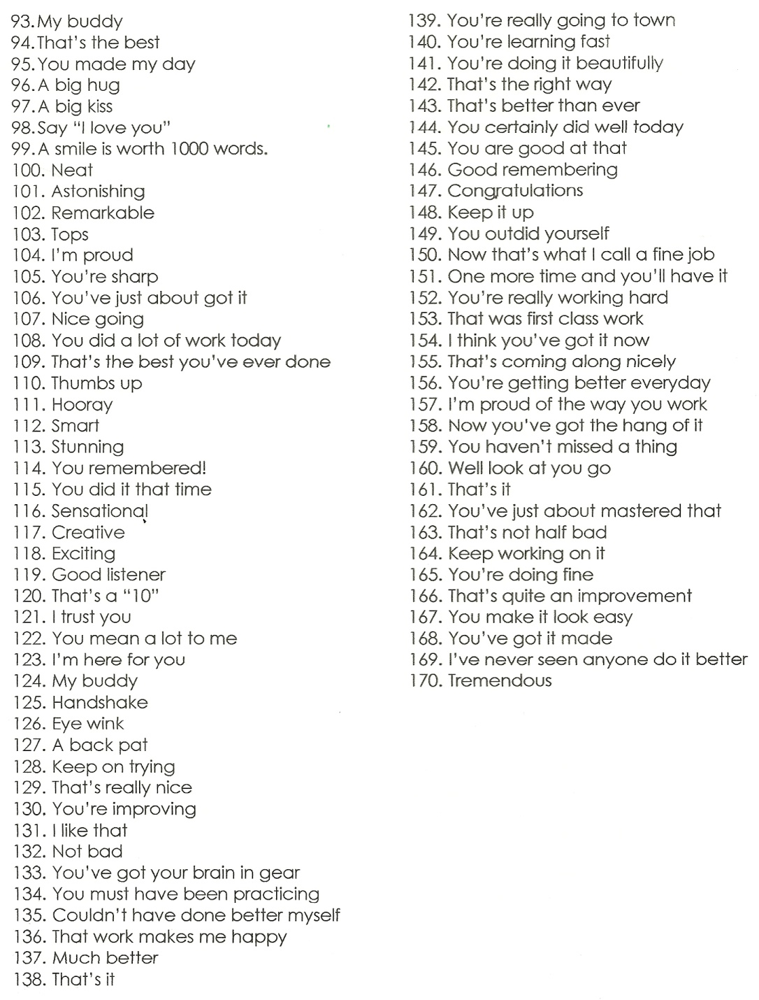 93. My buddy
94. That's the best
95. You made my day
96. A big hug
97. A big kiss
98. Say "I love you"
99. A smile is worth 1000 words.
100. Neat
101. Astonishing
102. Remarkable
103. Tops
104. I'm proud
105. You're sharp
106. You've just about got it
107. Nice going
108. You did a lot of work today
109. That's the best you've ever done
110. Thumbs up
111. Hooray
112. Smart
113. Stunning
114. You remembered!
115. You did it that time
116. Sensational
117. Creative
118. Exciting
119. Good listener
120. That's a "10"
121. I trust you
122. You mean a lot to me
123. I'm here for you
124. My buddy
125. Handshake
126. Eye wink
127. A back pat
128. Keep on trying
129. That's really nice
130. You're improving
131. I like that
132. Not bad
133. You've got your brain in gear
134. You must have been practicing
135. Couldn't have done better myself
136. That work makes me happy
137. Much better
138. That's it
139. You're really going to town
140. You're learning fast
141. You're doing it beautifully
142. That's the right way
143. That's better than ever
144. You certainly did well today
145. You are good at that
146. Good remembering
147. Congratulations
148. Keep it up
149. You outdid yourself
150. Now that's what I call a fine job
151. One more time and you'll have it
152. You're really working hard
153. That was first class work
154. I think you've got it now
155. That's coming along nicely
156. You're getting better everyday
157. I'm proud of the way you work
158. Now you've got the hang of it
159. You haven't missed a thing
160. Well look at you go
161. That's it
162. You've just about mastered that
163. That's not half bad
164. Keep working on it
165. You're doing fine
166. That's quite an improvement
167. You make it look easy
168. You've got it made
169. I've never seen anyone do it better
170. Tremendous